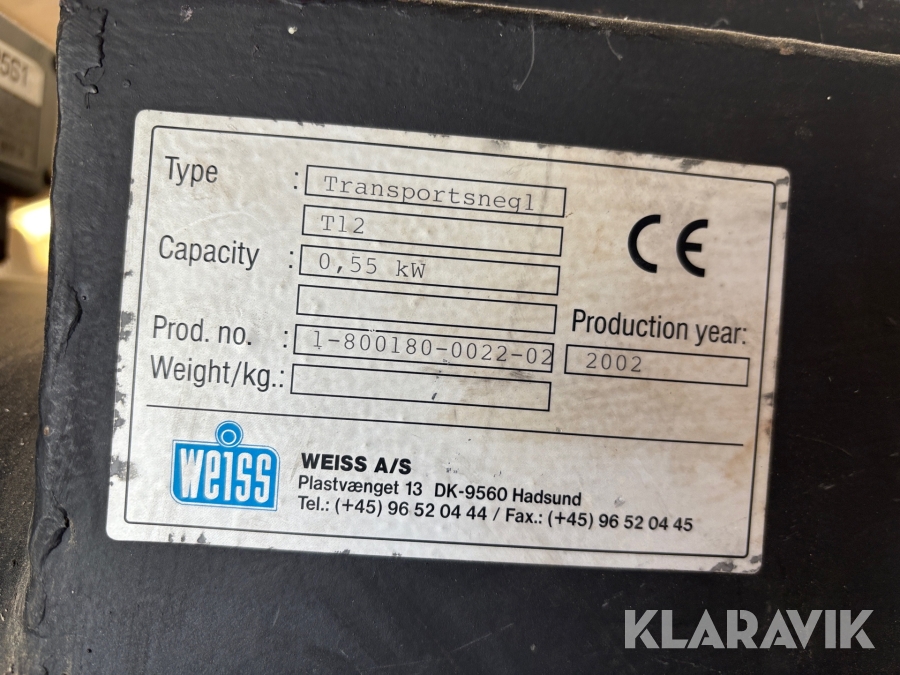 561
Type : Transportsnegl
T12
Capacity : 0,55 kW
Prod. no. : 1-800180-0022-02
Production year:
2002
Weight/kg.:
CE
weiss
WEISS A/S
Plastvænget 13 DK-9560 Hadsund
Tel.: (+45) 96 52 04 44 / Fax.: (+45) 96 52 04 45
KLARAVIK